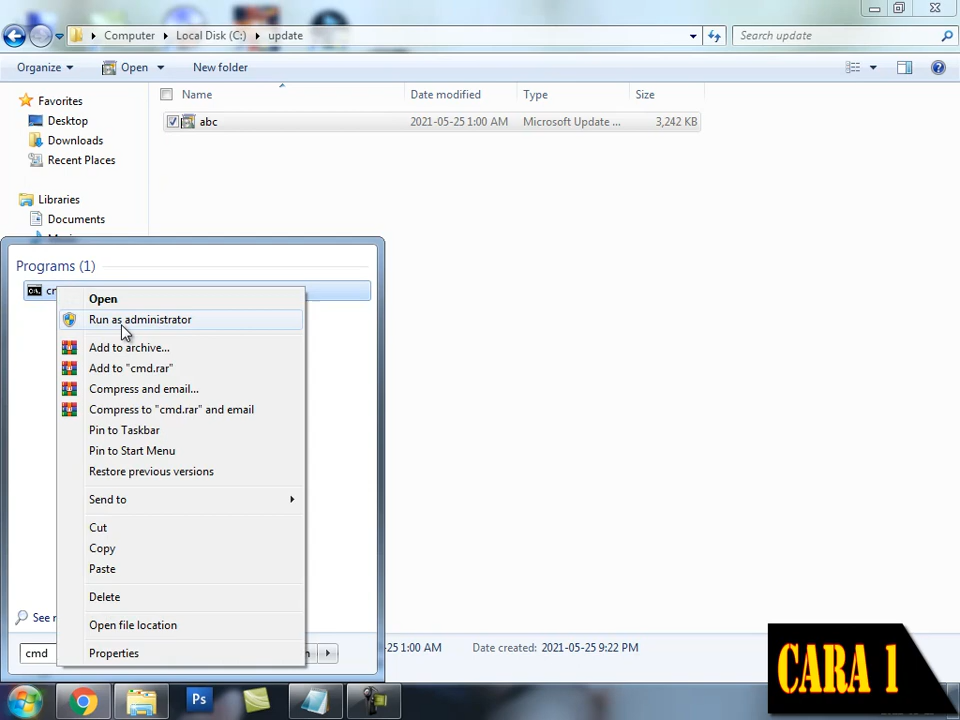 Computer Local Disk (C:) update
Search update
Organize Open New folder
Name Date modified Type Size
abc 2021-05-25 1:00 AM Microsoft Update ... 3,242 KB
Favorites
Desktop
Downloads
Recent Places
Libraries
Documents
Programs (1)
Open
Run as administrator
Add to archive...
Add to "cmd.rar"
Compress and email...
Compress to "cmd.rar" and email
Pin to Taskbar
Pin to Start Menu
Restore previous versions
Send to
Cut
Copy
Paste
Delete
Open file location
Properties
See
cmd
1:00 AM Date created: 2021-05-25 9:22 PM
Ps
CARA 1